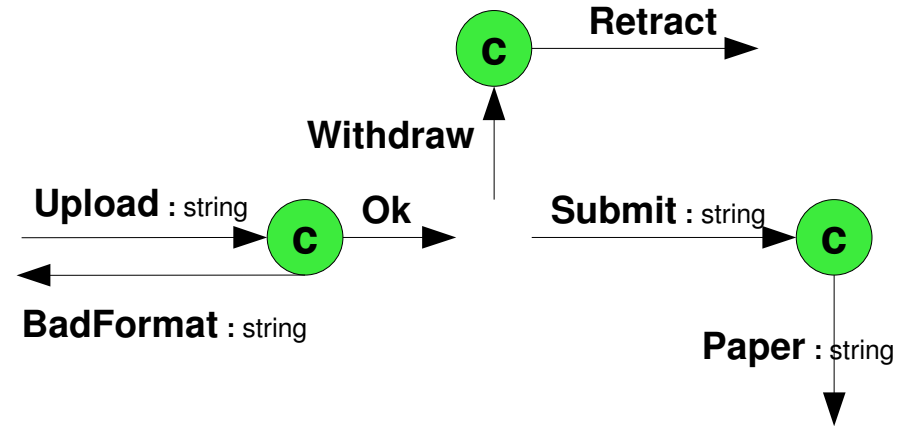 Retract
C
Withdraw
Upload : string
Ok
Submit : string
C
C
BadFormat : string
Paper : string